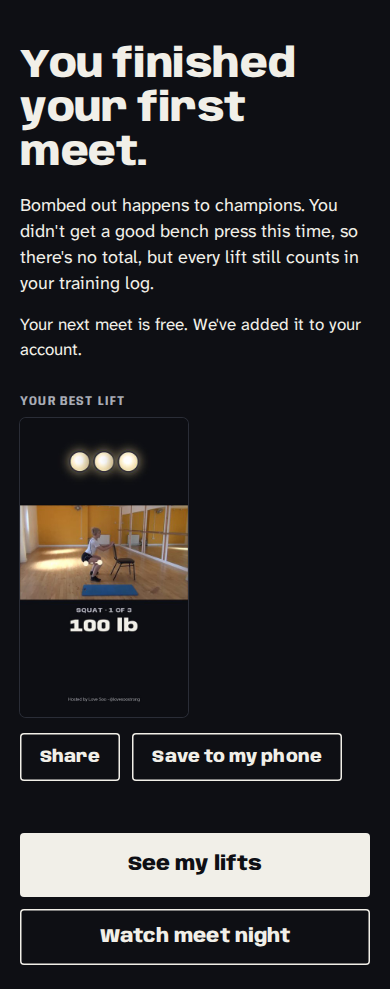 You finished
your first
meet.
Bombed out happens to champions. You
didn't get a good bench press this time, so
there's no total, but every lift still counts in
your training log.
Your next meet is free. We've added it to your
account.
YOUR BEST LIFT
SQUAT · 1 OF 3
100 lb
Hosted by
Share
Save to my phone
See my lifts
Watch meet night